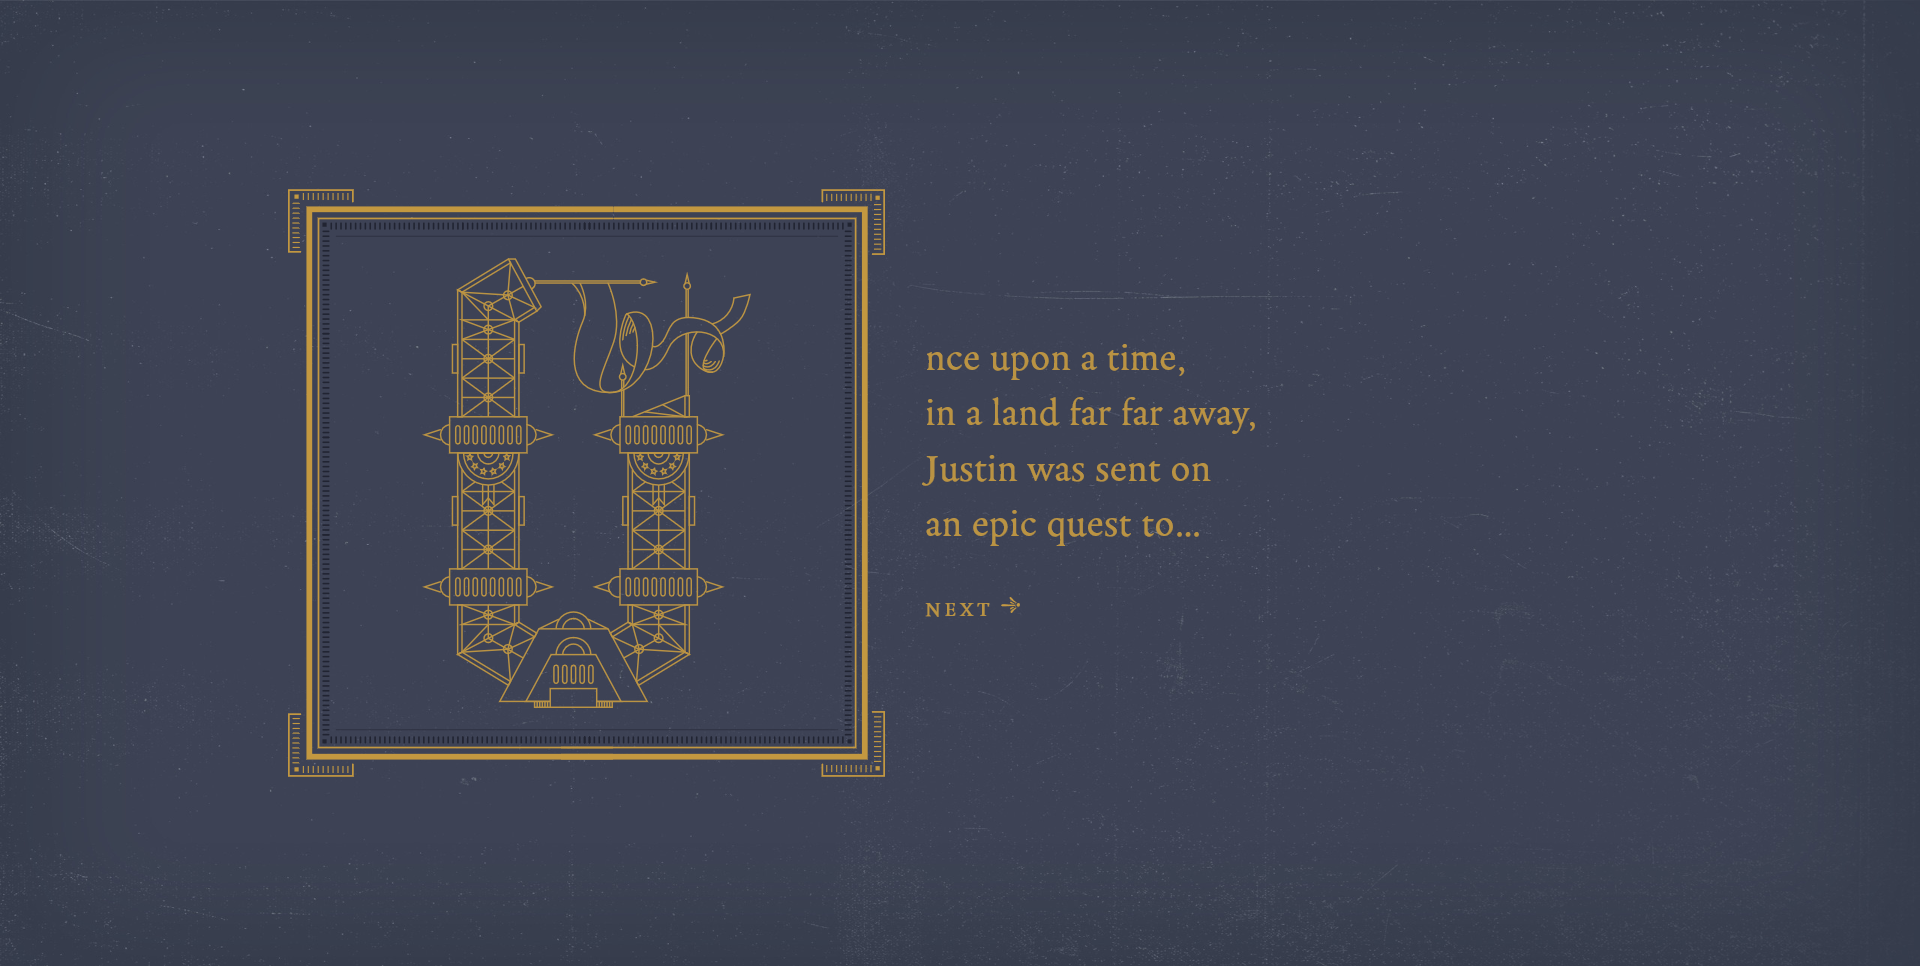 nce upon a time,
in a land far far away,
Justin was sent on
an epic quest to...
NEXT